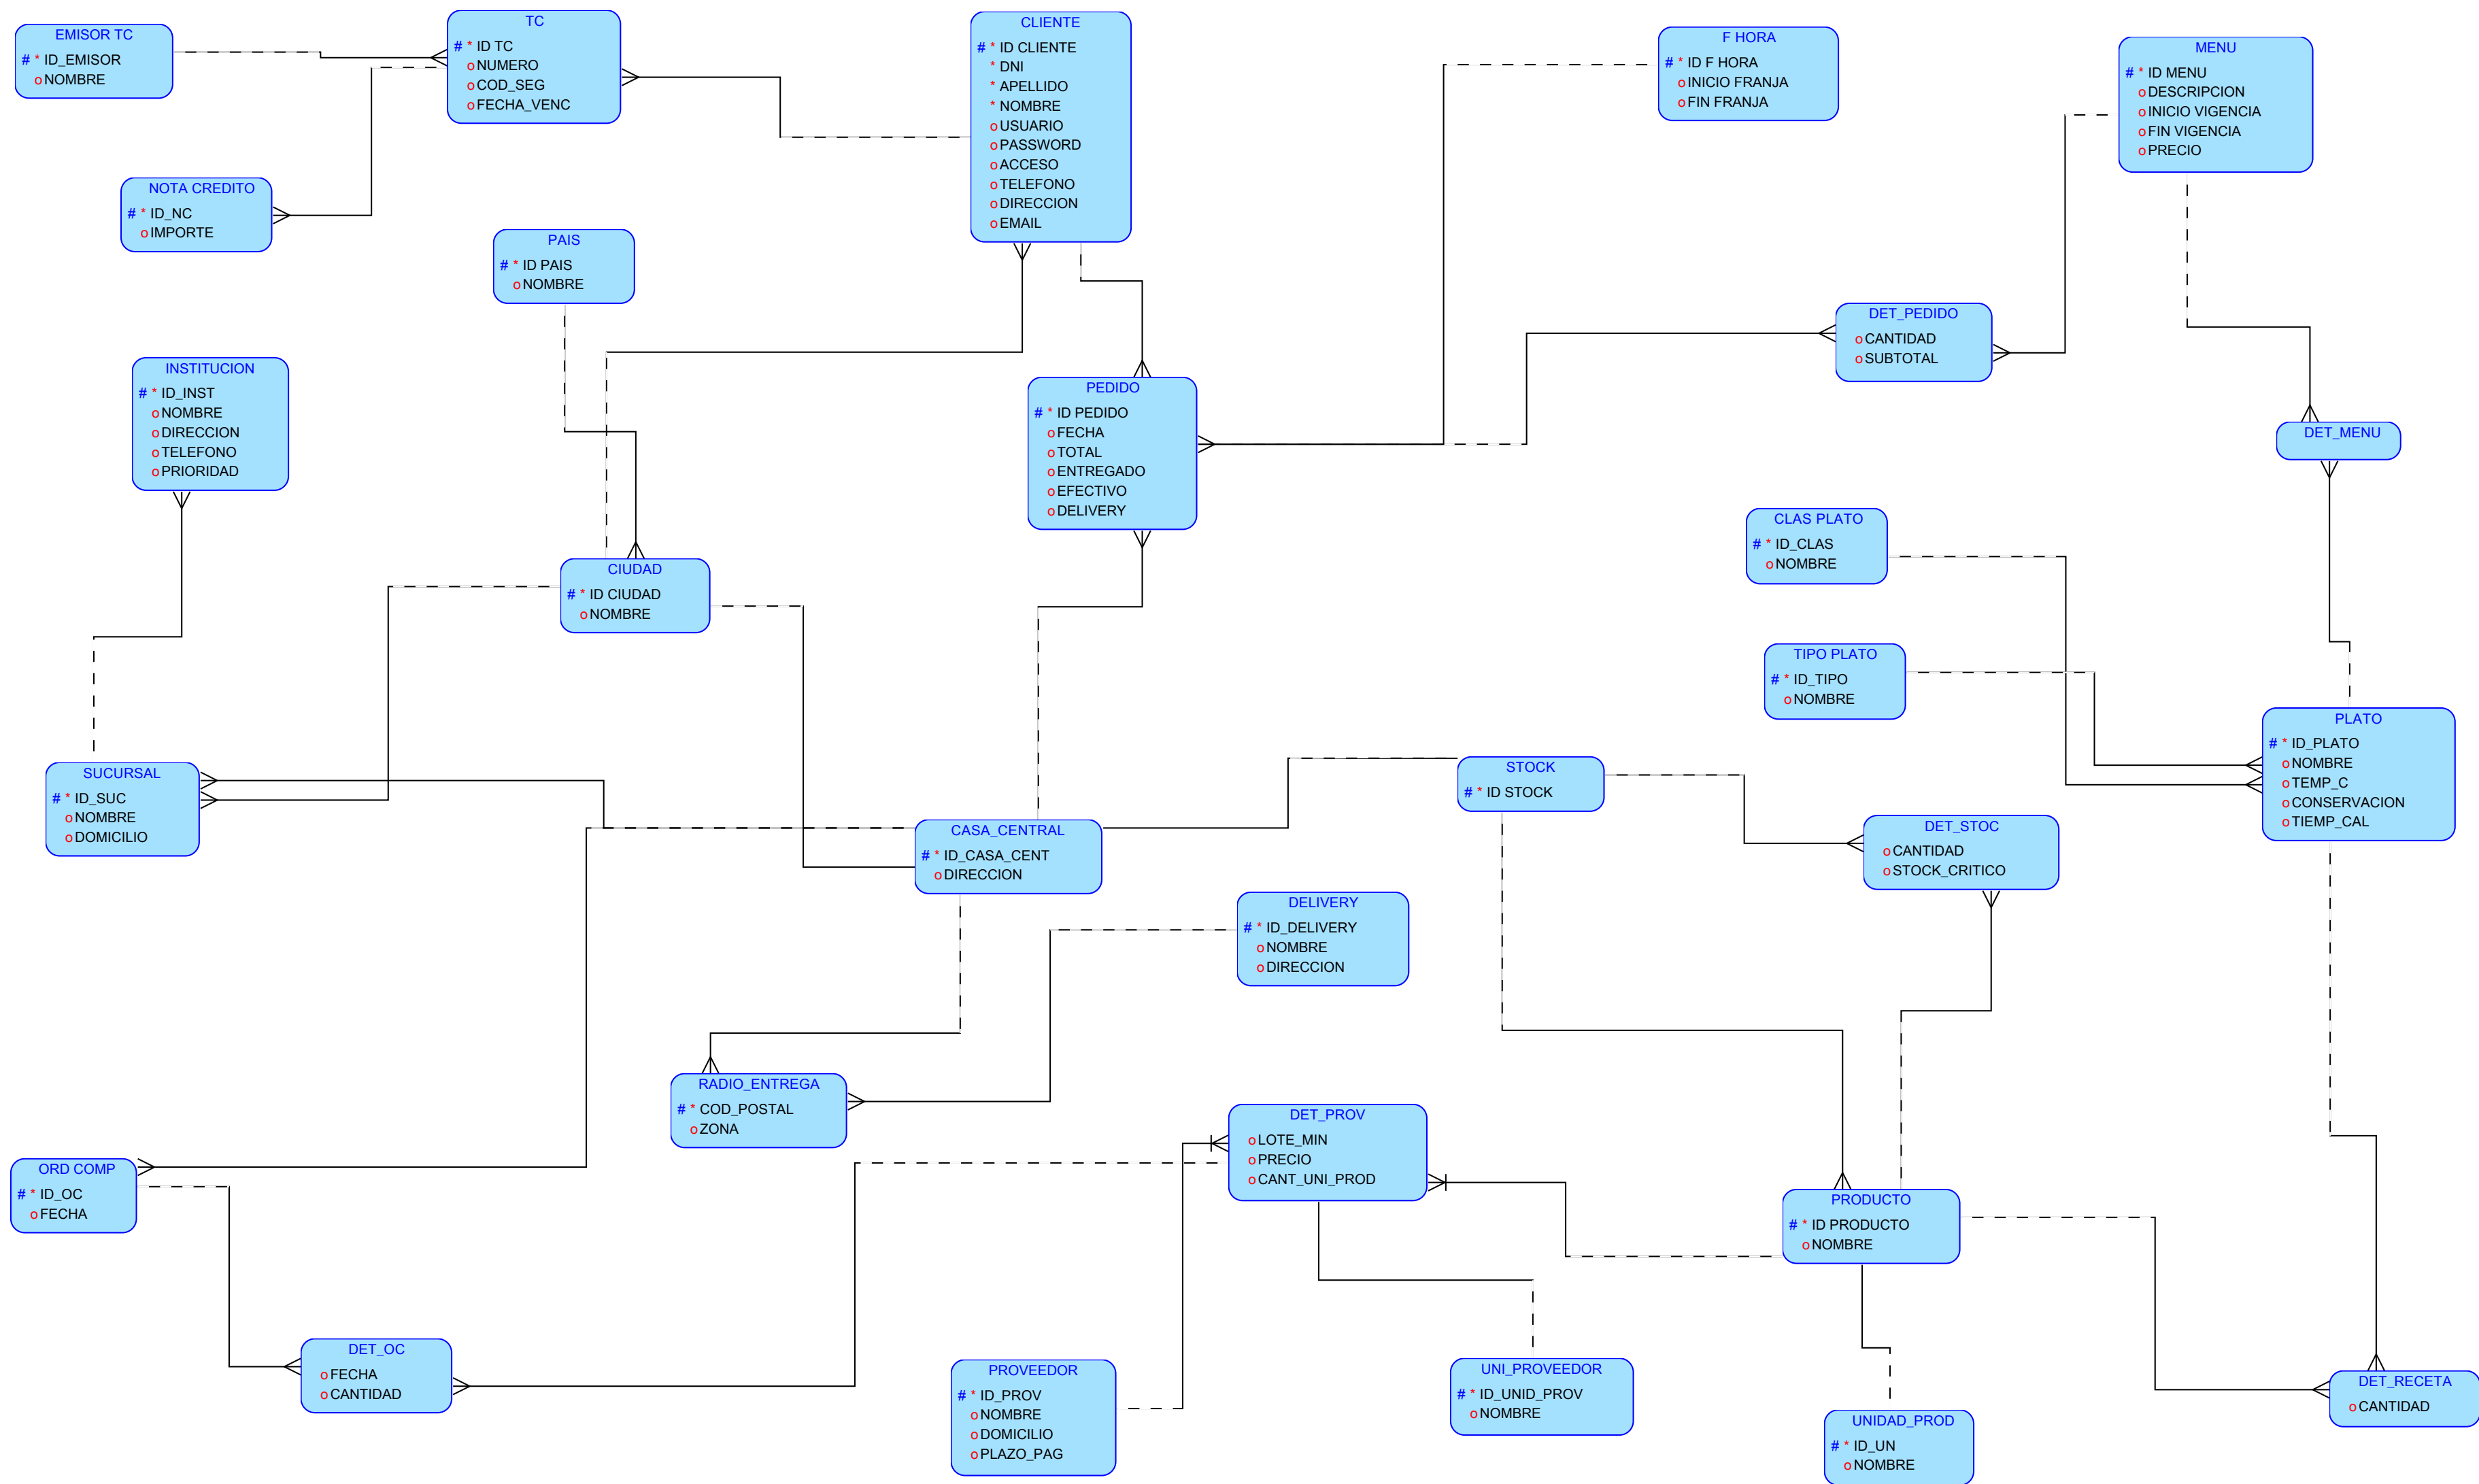 EMISOR TC
# * ID_EMISOR
o NOMBRE
TC
# * ID TC
o NUMERO
o COD_SEG
o FECHA_VENC
CLIENTE
# * ID CLIENTE
* DNI
* APELLIDO
* NOMBRE
o USUARIO
o PASSWORD
o ACCESO
o TELEFONO
o DIRECCION
o EMAIL
F HORA
# * ID F HORA
o INICIO FRANJA
o FIN FRANJA
MENU
# * ID MENU
o DESCRIPCION
o INICIO VIGENCIA
o FIN VIGENCIA
o PRECIO
NOTA CREDITO
# * ID_NC
o IMPORTE
PAIS
# * ID PAIS
o NOMBRE
DET_PEDIDO
o CANTIDAD
o SUBTOTAL
INSTITUCION
# * ID_INST
o NOMBRE
o DIRECCION
o TELEFONO
o PRIORIDAD
PEDIDO
# * ID PEDIDO
o FECHA
o TOTAL
o ENTREGADO
o EFECTIVO
o DELIVERY
DET_MENU
CLAS PLATO
# * ID_CLAS
o NOMBRE
CIUDAD
# * ID CIUDAD
o NOMBRE
TIPO PLATO
# * ID_TIPO
o NOMBRE
PLATO
# * ID_PLATO
o NOMBRE
o TEMP_C
o CONSERVACION
o TIEMP_CAL
SUCURSAL
# * ID_SUC
o NOMBRE
o DOMICILIO
STOCK
# * ID STOCK
CASA_CENTRAL
# * ID_CASA_CENT
o DIRECCION
DET_STOC
o CANTIDAD
o STOCK_CRITICO
DELIVERY
# * ID_DELIVERY
o NOMBRE
o DIRECCION
RADIO_ENTREGA
# * COD_POSTAL
o ZONA
DET_PROV
o LOTE_MIN
o PRECIO
o CANT_UNI_PROD
ORD COMP
# * ID_OC
o FECHA
PRODUCTO
# * ID PRODUCTO
o NOMBRE
DET_OC
o FECHA
o CANTIDAD
PROVEEDOR
# * ID_PROV
o NOMBRE
o DOMICILIO
o PLAZO_PAG
UNI_PROVEEDOR
# * ID_UNID_PROV
o NOMBRE
DET_RECETA
o CANTIDAD
UNIDAD_PROD
# * ID_UN
o NOMBRE